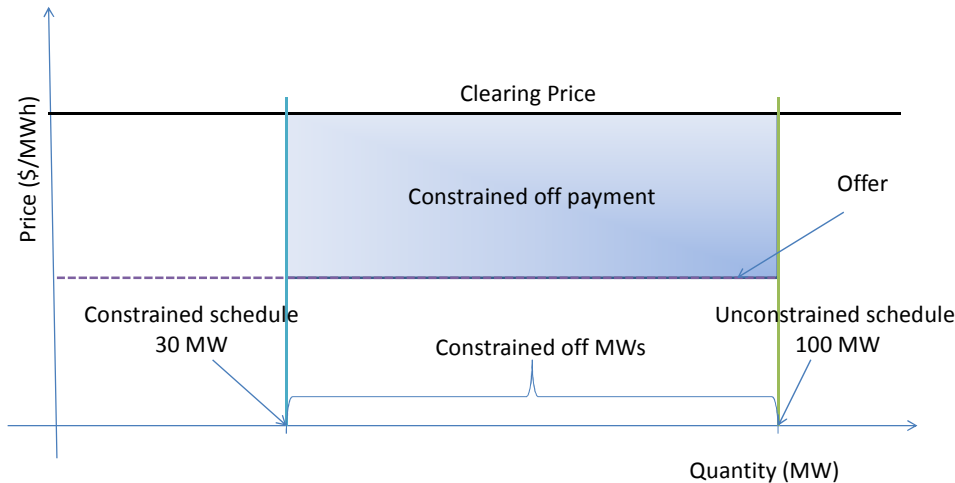 Clearing Price
Price ($/MWh)
Constrained off payment
Offer
Constrained schedule
30 MW
Constrained off MWs
Unconstrained schedule
100 MW
Quantity (MW)